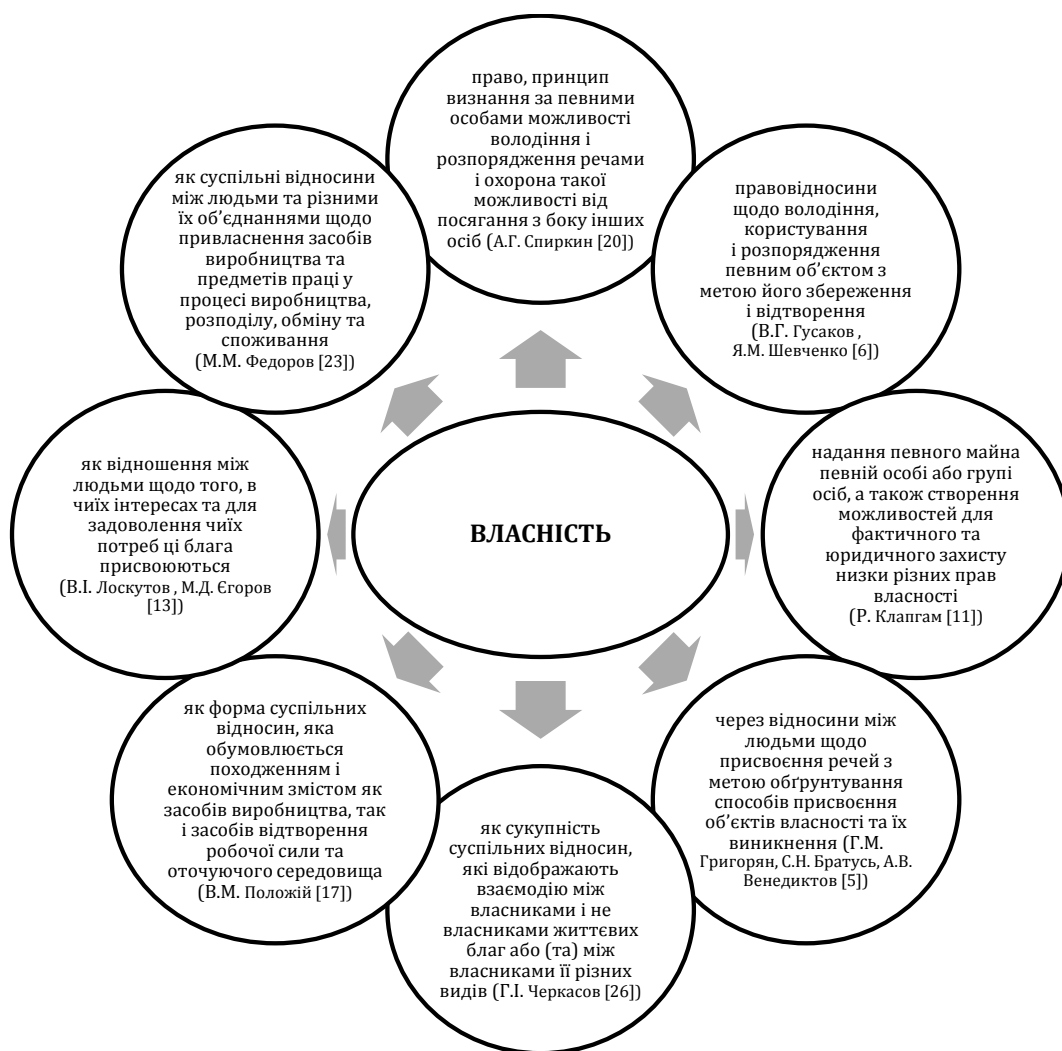 право, принцип
визнання за певними
особами можливості
володіння і
розпорядження речами
і охорона такої
можливості від
посягання з боку інших
осіб (А.Г. Спиркин [20])
правовідносини
щодо володіння,
користування
і розпорядження
певним об’єктом з
метою його збереження
і відтворення
(В.Г. Гусаков ,
Я.М. Шевченко [6])
надання певного майна
певній особі або групі
осіб, а також створення
можливостей для
фактичного та
юридичного захисту
низки різних прав
власності
(Р. Клапгам [11])
через відносини між
людьми щодо
присвоєння речей з
метою обґрунтування
способів присвоєння
об’єктів власності та їх
виникнення (Г.М.
Григорян, С.Н. Братусь, А.В.
Венедиктов [5])
як сукупність
суспільних відносин,
які відображають
взаємодію між
власниками і не
власниками життєвих
благ або (та) між
власниками її різних
видів (Г.І. Черкасов [26])
як форма суспільних
відносин, яка
обумовлюється
походженням і
економічним змістом як
засобів виробництва, так
і засобів відтворення
робочої сили та
оточуючого середовища
(В.М. Положій [17])
як відношення між
людьми щодо того, в
чиїх інтересах та для
задоволення чиїх
потреб ці блага
присвоюються
(В.І. Лоскутов , М.Д. Єгоров
[13])
як суспільні відносини
між людьми та різними
їх об’єднаннями щодо
привласнення засобів
виробництва та
предметів праці у
процесі виробництва,
розподілу, обміну та
споживання
(М.М. Федоров [23])
ВЛАСНІСТЬ